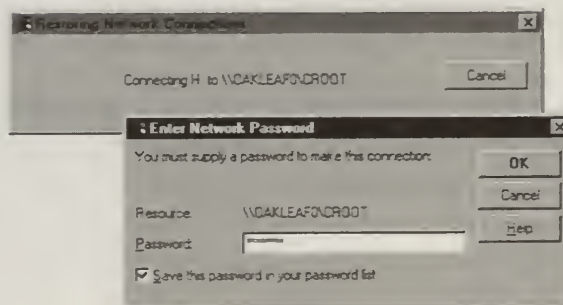 Restoring Network Connections
Connecting H: to \\OAKLEAF0\CROOT
Cancel
Enter Network Password
You must supply a password to make this connection:
OK
Cancel
Help
Resource: \\OAKLEAF0\CROOT
Password:
Save this password in your password list